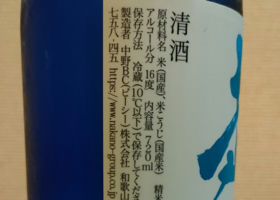 清酒
原材料名 米(国産)、米こうじ(国産米) 精米
アルコール分 16度 内容量 720ml
保存方法 冷蔵(10℃以下)で保存してくださ
製造者 中野BC(ビーシー)株式会社 和歌山
七五八-四五 https://www.nakano-group.co.jp